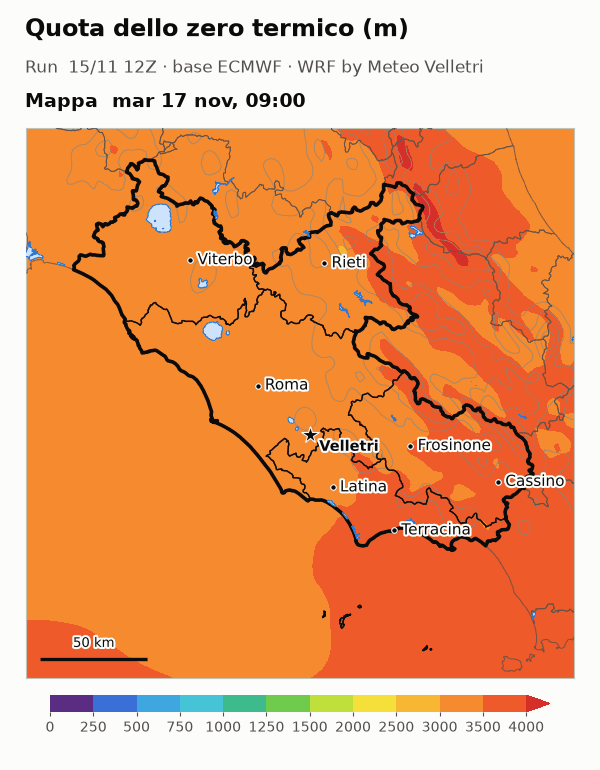 Quota dello zero termico (m)
Run  15/11 12Z · base ECMWF · WRF by Meteo Velletri
Mappa  mar 17 nov, 09:00
Viterbo
Rieti
Roma
Velletri
Frosinone
Latina
Cassino
Terracina
50 km
0 250 500 750 1000 1250 1500 2000 2500 3000 3500 4000